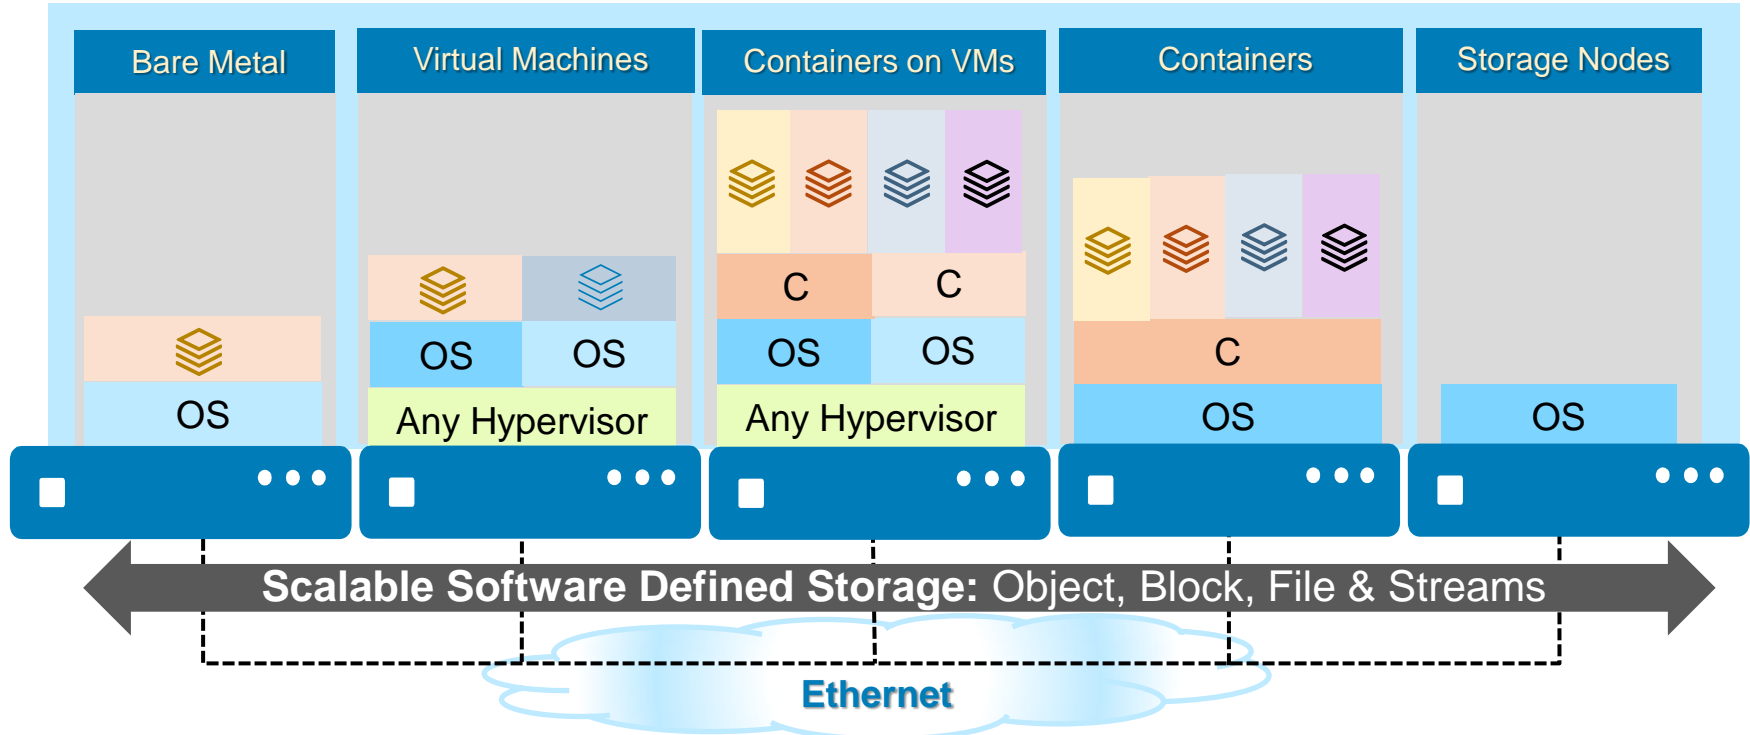 Bare Metal
Virtual Machines
Containers on VMs
Containers
Storage Nodes
OS
OS
OS
Any Hypervisor
C
C
OS
OS
Any Hypervisor
C
OS
OS
Scalable Software Defined Storage: Object, Block, File & Streams
Ethernet